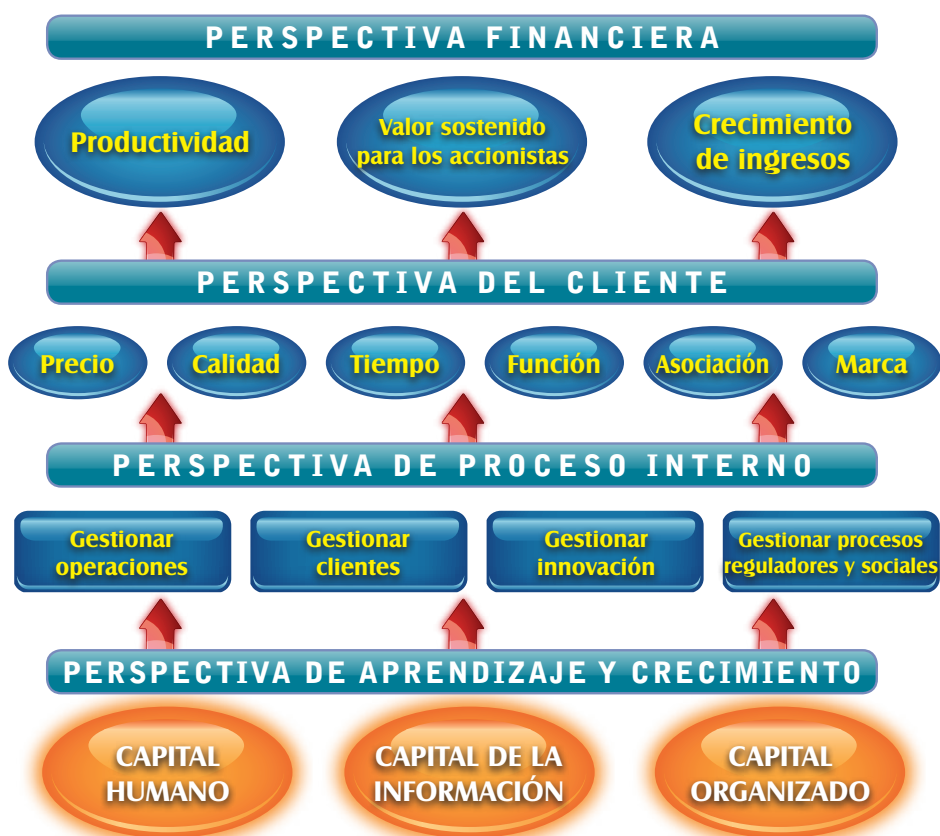 PERSPECTIVA FINANCIERA
Productividad
Valor sostenido
para los accionistas
Crecimiento
de ingresos
PERSPECTIVA DEL CLIENTE
Precio
Calidad
Tiempo
Función
Asociación
Marca
PERSPECTIVA DE PROCESO INTERNO
Gestionar
operaciones
Gestionar
clientes
Gestionar
innovación
Gestionar procesos
reguladores y sociales
PERSPECTIVA DE APRENDIZAJE Y CRECIMIENTO
CAPITAL
HUMANO
CAPITAL DE LA
INFORMACIÓN
CAPITAL
ORGANIZADO